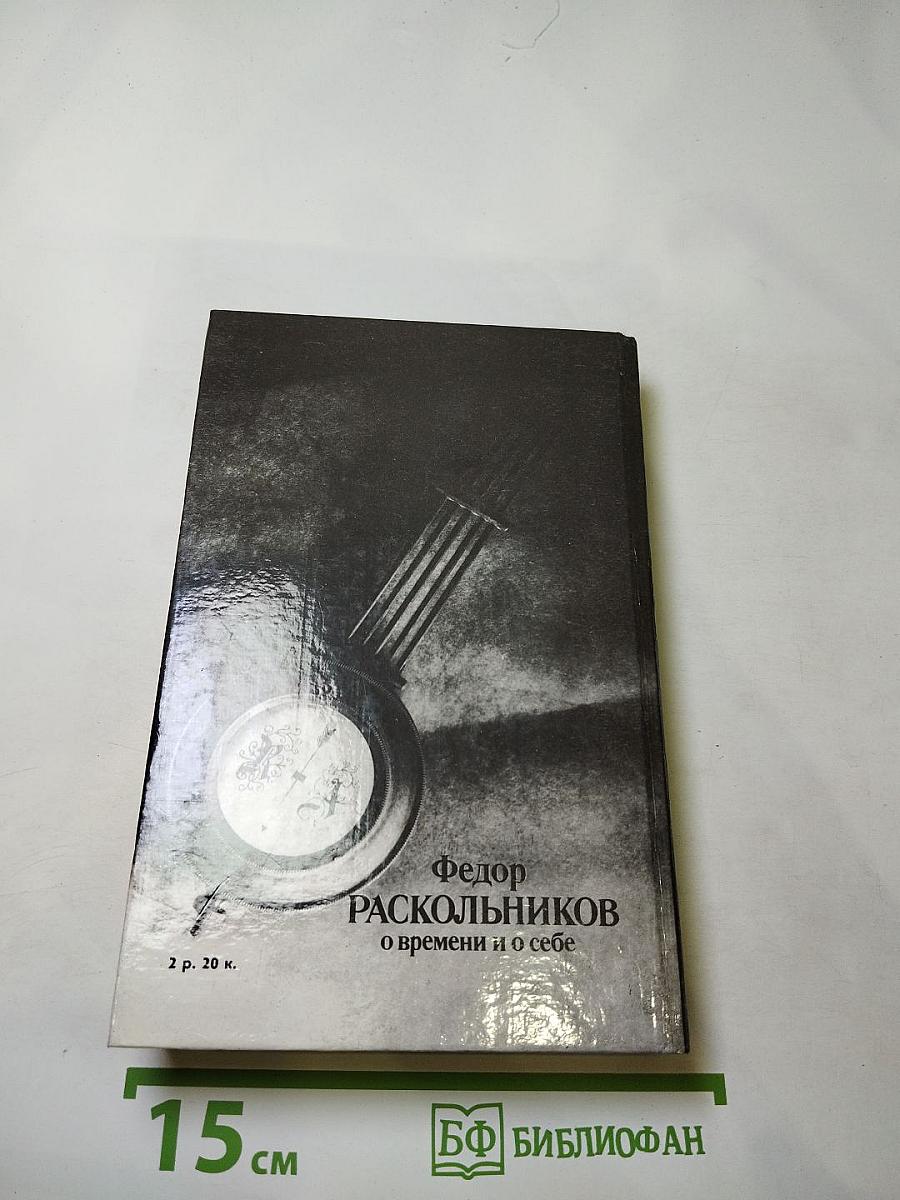 Федор
РАСКОЛЬНИКОВ
о времени и о себе
2 р. 20 к.
15 см
БФ БИБЛИОФАН